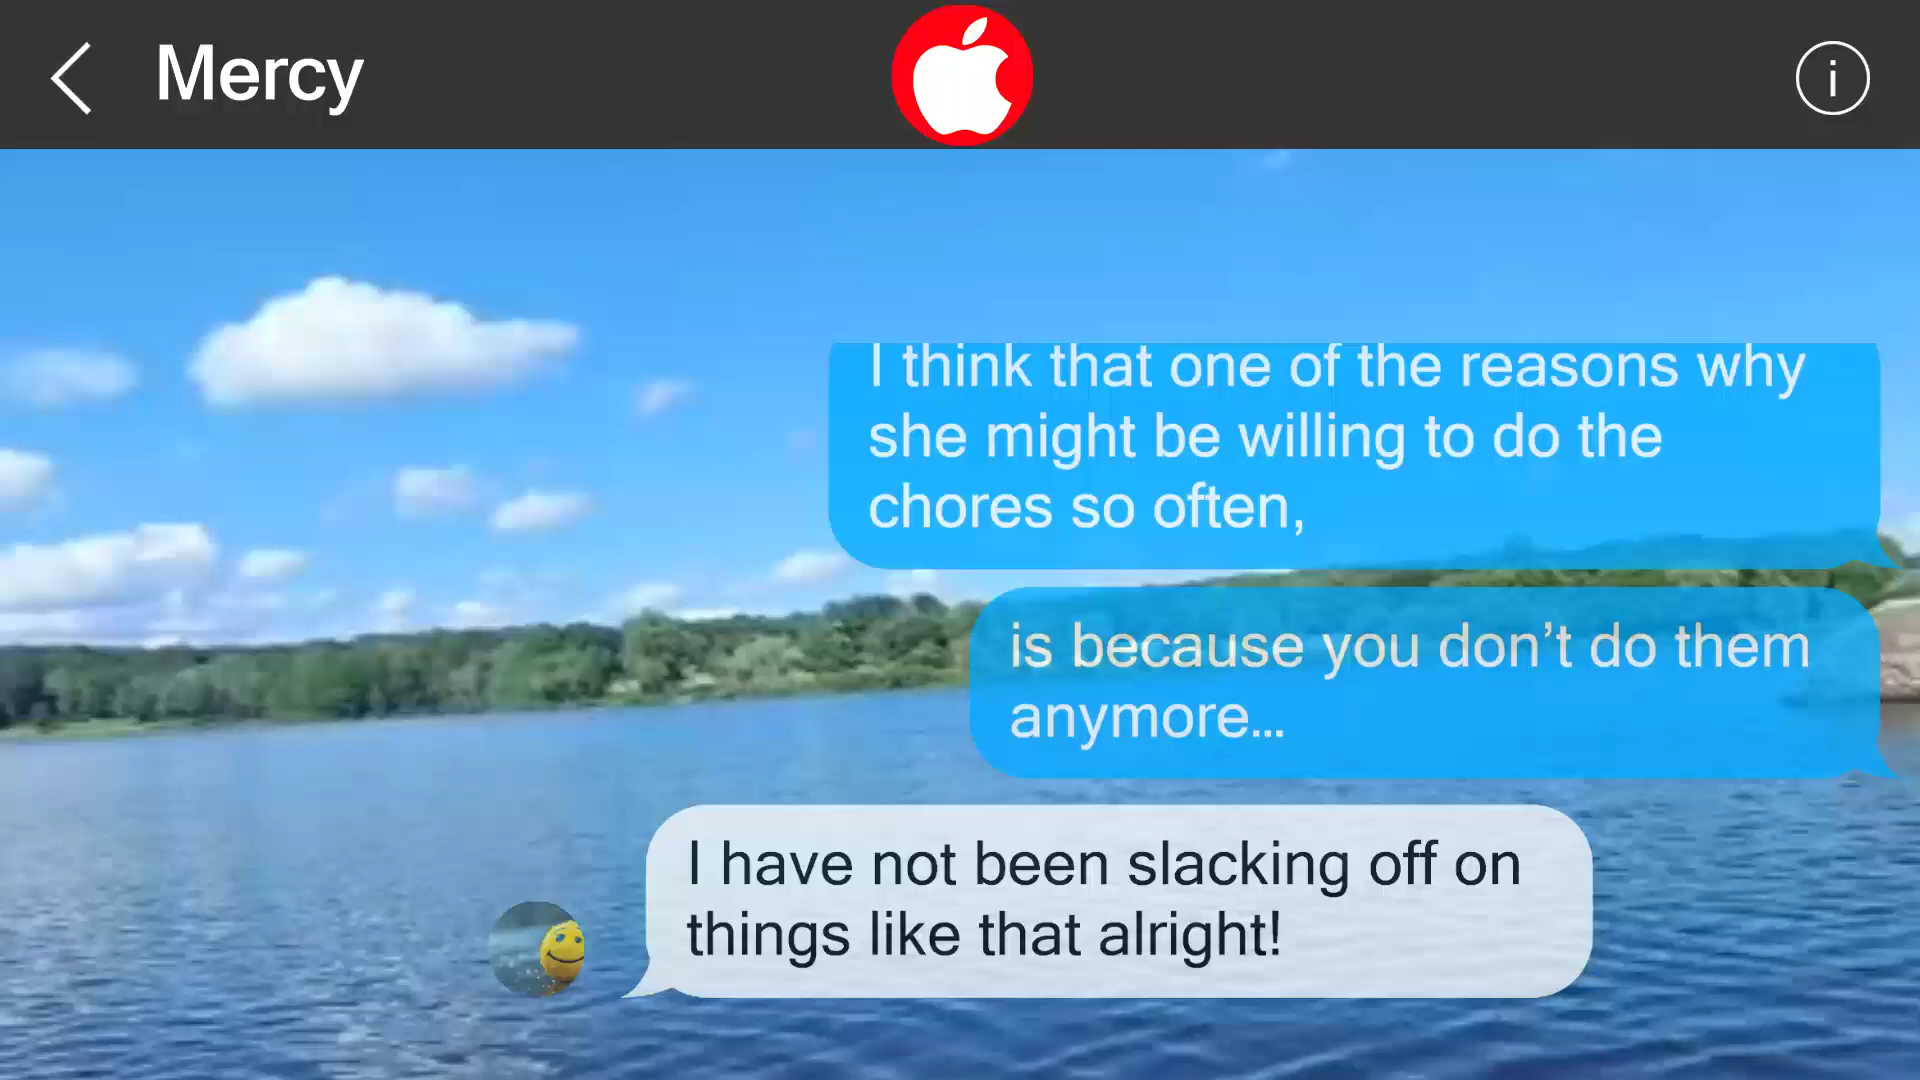 Mercy
I think that one of the reasons why
she might be willing to do the
chores so often,
is because you don’t do them
anymore...
I have not been slacking off on
things like that alright!